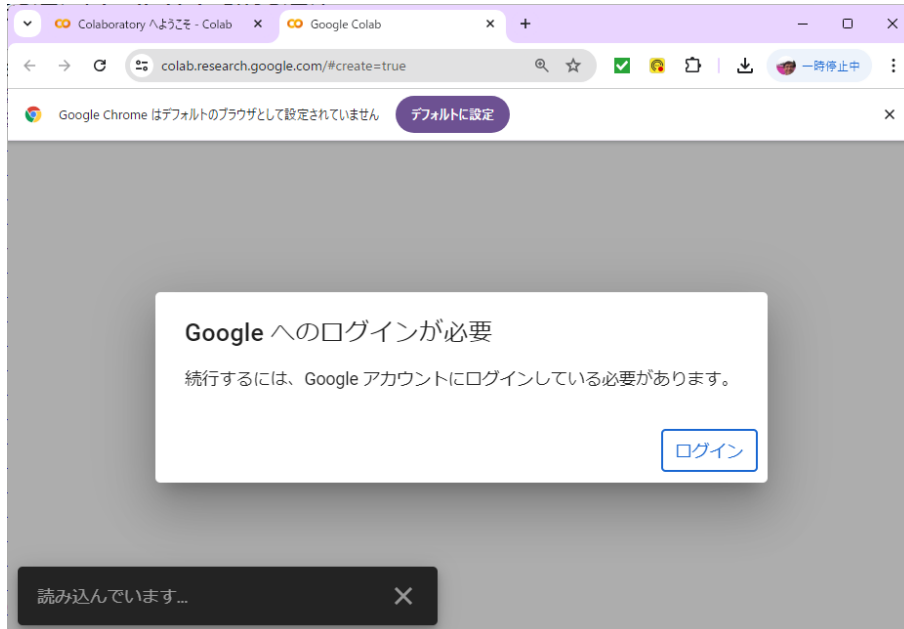 Colaboratory へようこそ - Colab
Google Colab
colab.research.google.com/#create=true
一時停止中
Google Chrome はデフォルトのブラウザとして設定されていません
デフォルトに設定
Google へのログインが必要
続行するには、Google アカウントにログインしている必要があります。
ログイン
読み込んでいます...